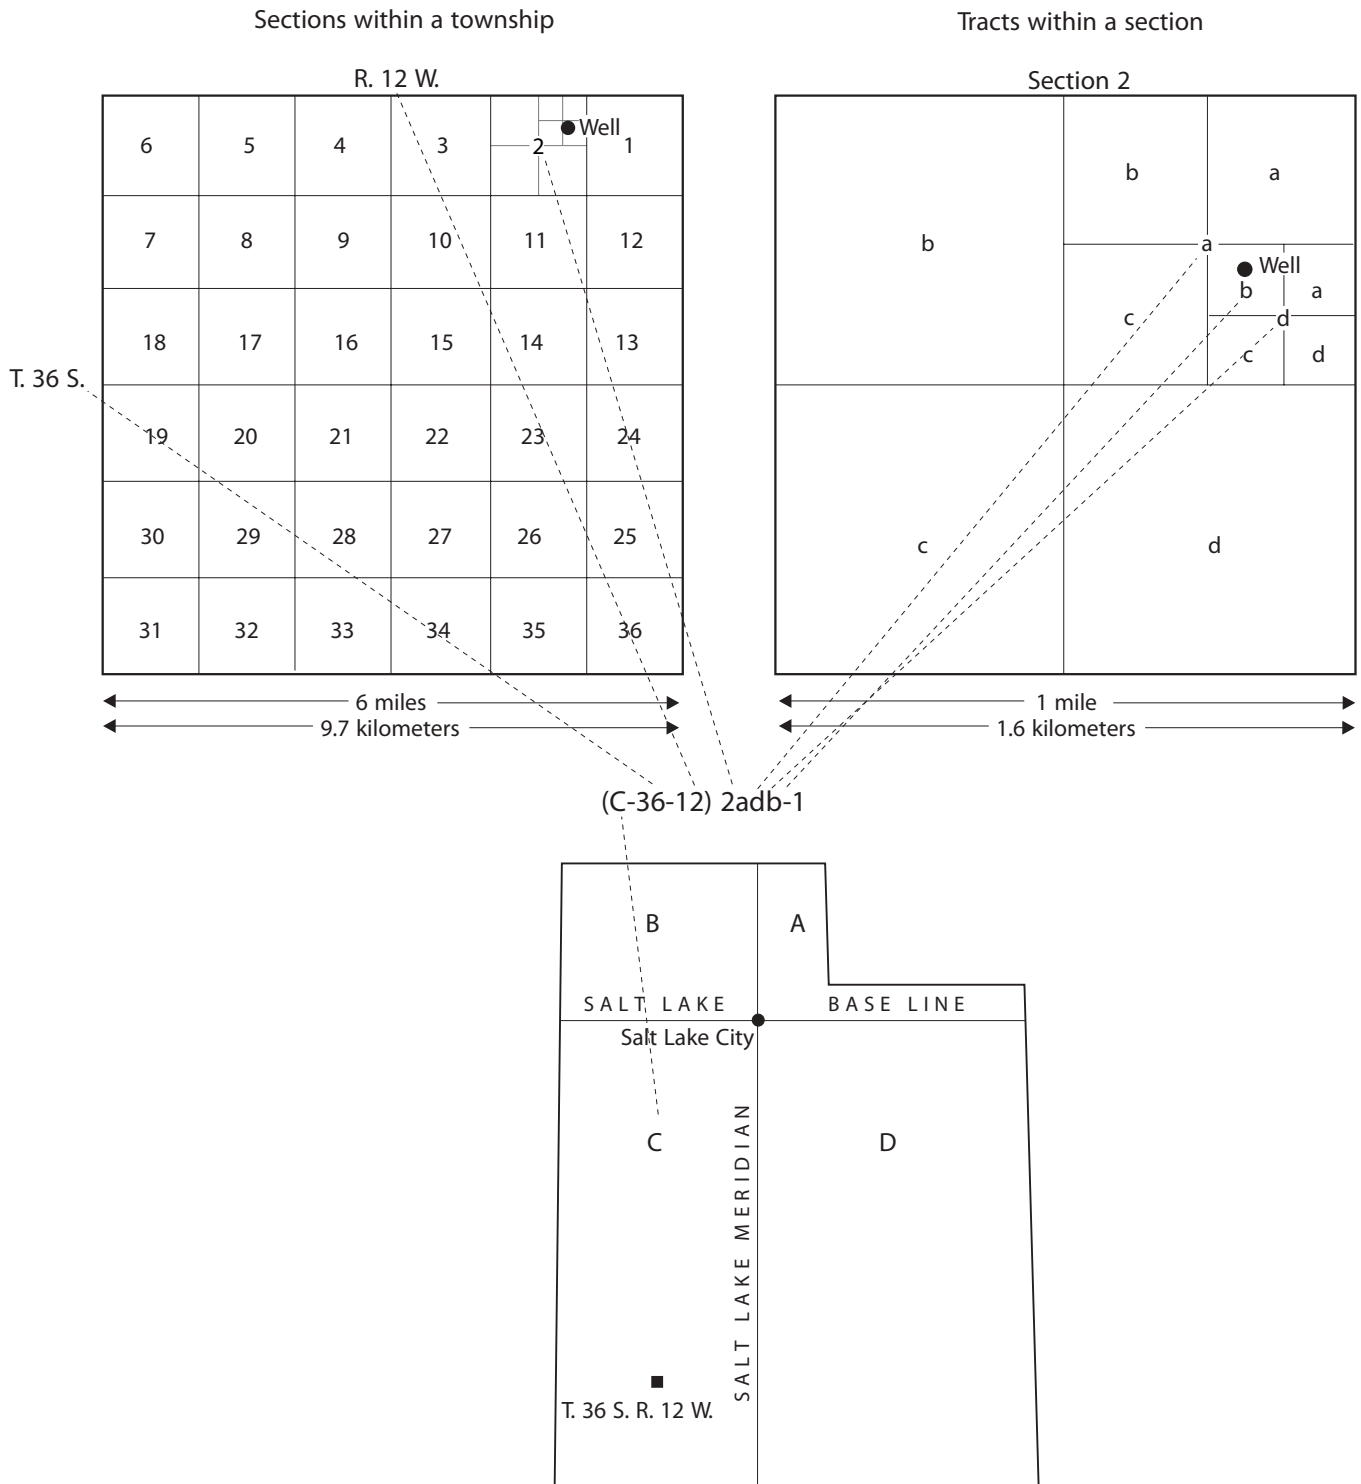 Sections within a township
Tracts within a section
R. 12 W.
Section 2
6 5 4 3 2 Well 1
7 8 9 10 11 12
18 17 16 15 14 13
T. 36 S.
19 20 21 22 23 24
30 29 28 27 26 25
31 32 33 34 35 36
6 miles
9.7 kilometers
b a
b a
Well
b a
c d
c d
c d
1 mile
1.6 kilometers
(C-36-12) 2adb-1
B A
SALT LAKE BASE LINE
Salt Lake City
C D
SALT LAKE MERIDIAN
T. 36 S. R. 12 W.